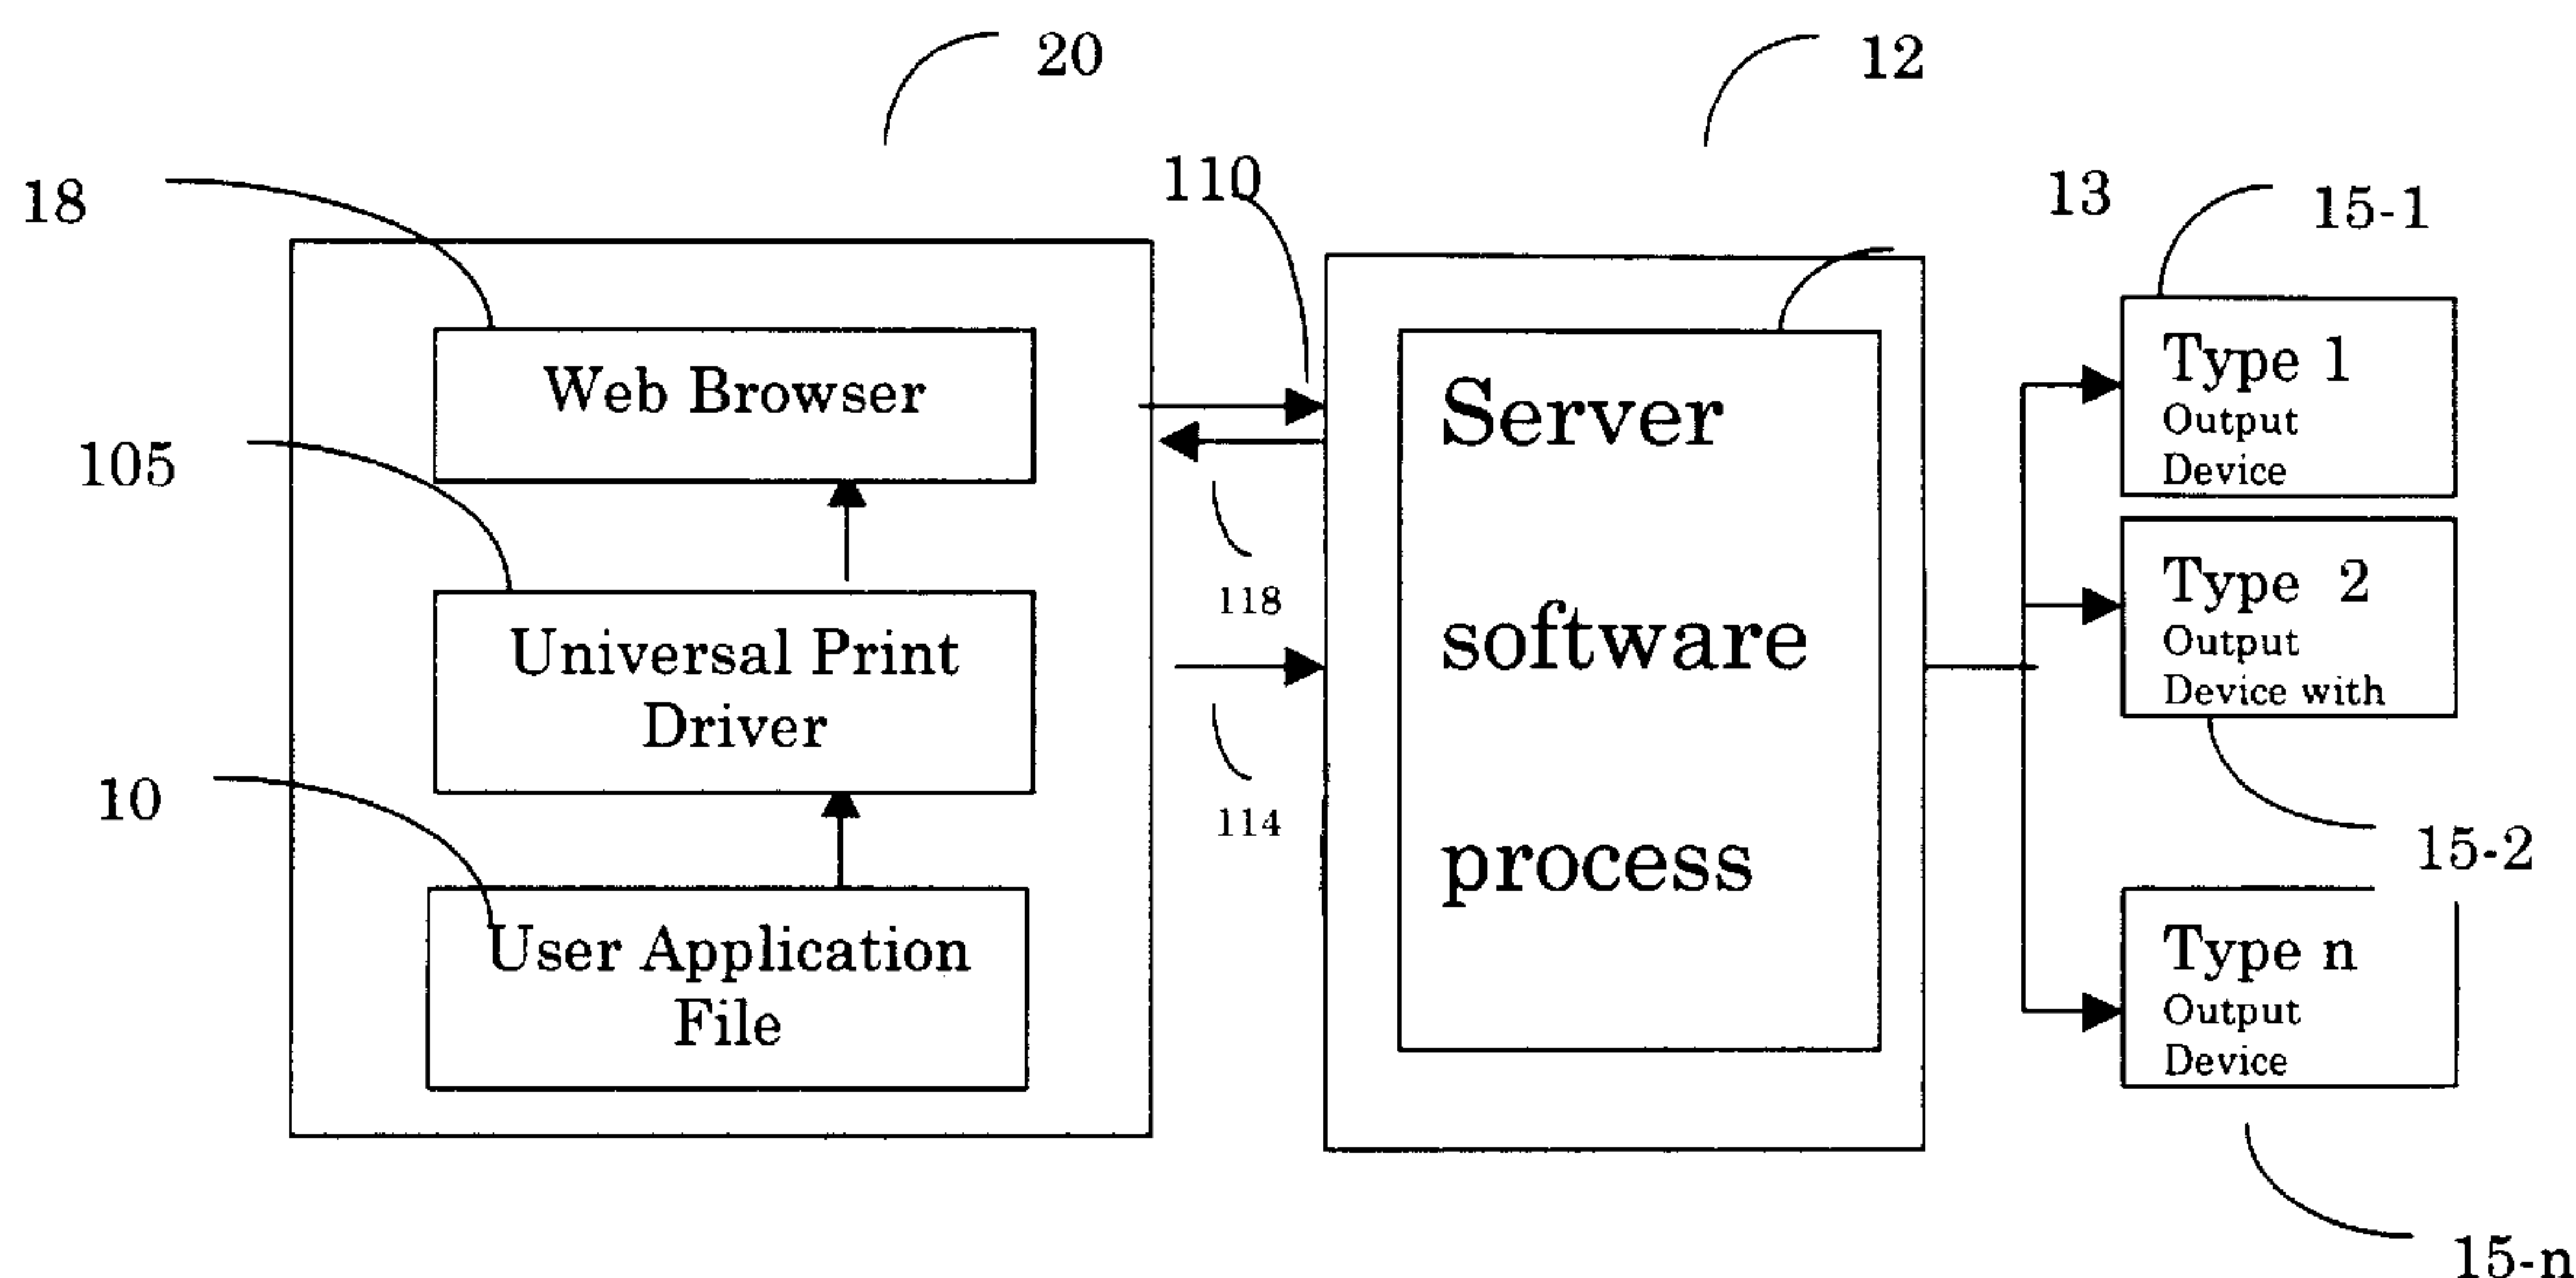 20
12
18
110
13
15-1
Web Browser
105
118
Universal Print
Driver
114
10
User Application
File
Server
software
process
Type 1
Output
Device
Type 2
Output
Device with
15-2
Type n
Output
Device
15-n